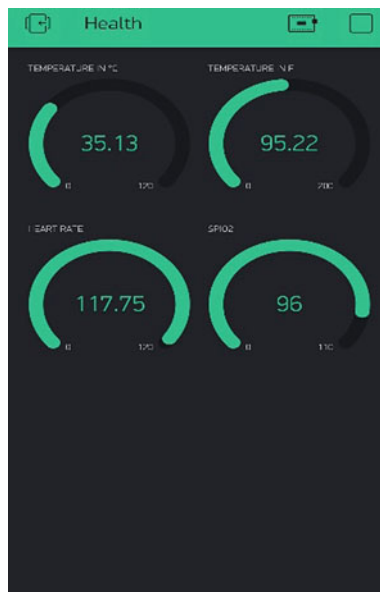 Health
TEMPERATURE IN °C
TEMPERATURE IN F
35.13
95.22
0 120
0 200
HEART RATE
SPIO2
117.75
96
0 120
0 110